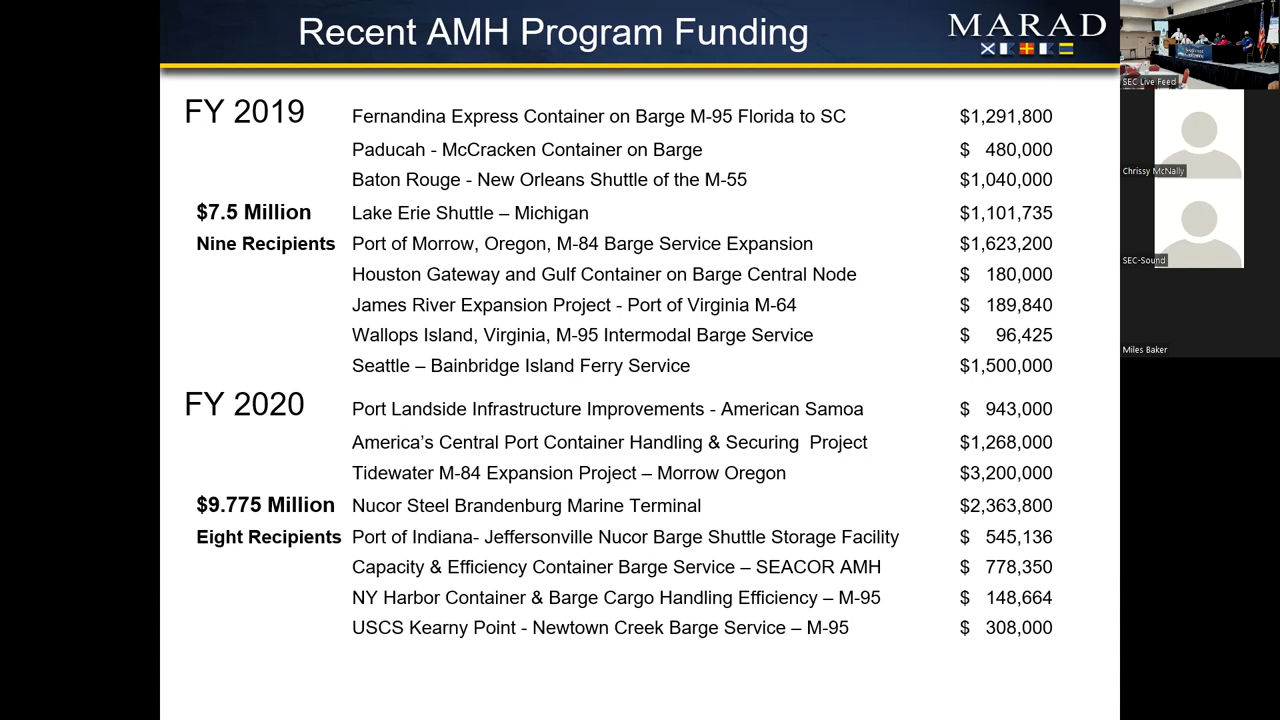 Recent AMH Program Funding
MARAD
FY 2019
Fernandina Express Container on Barge M-95 Florida to SC $1,291,800
Paducah - McCracken Container on Barge $ 480,000
Baton Rouge - New Orleans Shuttle of the M-55 $1,040,000
$7.5 Million Lake Erie Shuttle – Michigan $1,101,735
Nine Recipients Port of Morrow, Oregon, M-84 Barge Service Expansion $1,623,200
Houston Gateway and Gulf Container on Barge Central Node $ 180,000
James River Expansion Project - Port of Virginia M-64 $ 189,840
Wallops Island, Virginia, M-95 Intermodal Barge Service $ 96,425
Seattle – Bainbridge Island Ferry Service $1,500,000
FY 2020
Port Landside Infrastructure Improvements - American Samoa $ 943,000
America’s Central Port Container Handling & Securing Project $1,268,000
Tidewater M-84 Expansion Project – Morrow Oregon $3,200,000
$9.775 Million Nucor Steel Brandenburg Marine Terminal $2,363,800
Eight Recipients Port of Indiana- Jeffersonville Nucor Barge Shuttle Storage Facility $ 545,136
Capacity & Efficiency Container Barge Service – SEACOR AMH $ 778,350
NY Harbor Container & Barge Cargo Handling Efficiency – M-95 $ 148,664
USCS Kearny Point - Newtown Creek Barge Service – M-95 $ 308,000
SEC Live Feed
Chrissy McNally
SEC-Sound
Miles Baker